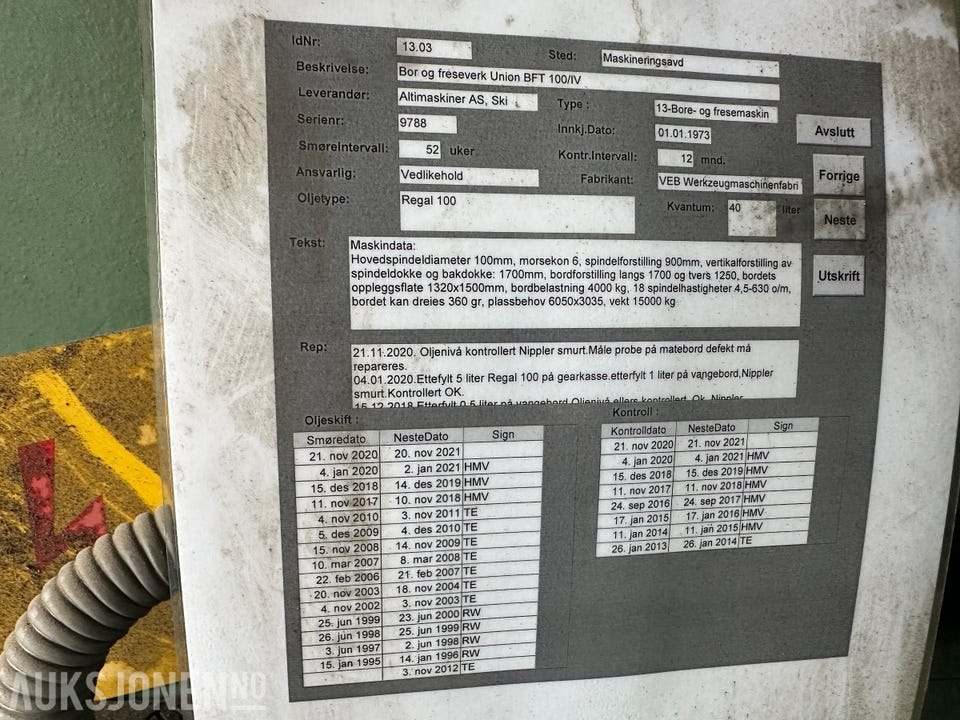 IdNr: 13.03 Sted: Maskineringsavd
Beskrivelse: Bor og freseverk Union BFT 100/IV
Leverandør: Altimaskiner AS, Ski Type : 13-Bore- og fresemaskin
Serienr: 9788 Innkj.Dato: 01.01.1973 Avslutt
SmøreIntervall: 52 uker Kontr.Intervall: 12 mnd. Forrige
Ansvarlig: Vedlikehold Fabrikant: VEB Werkzeugmaschinenfabri
Oljetype: Regal 100 Kvantum: 40 liter Neste
Tekst: Maskindata:
Hovedspindeldiameter 100mm, morsekon 6, spindelforstilling 900mm, vertikalforstilling av
spindeldokke og bakdokke: 1700mm, bordforstilling langs 1700 og tvers 1250, bordets
oppleggsflate 1320x1500mm, bordbelastning 4000 kg, 18 spindelhastigheter 4,5-630 o/m,
bordet kan dreies 360 gr, plassbehov 6050x3035, vekt 15000 kg
Utskrift
Rep: 21.11.2020. Oljenivå kontrollert Nippler smurt.Måle probe på matebord defekt må
repareres.
04.01.2020.Ettefylt 5 liter Regal 100 på gearkasse.etterfylt 1 liter på vangebord,Nippler
smurt.Kontrollert OK.
15.12.2018.Etterfylt 0,5 liter på vangebord.Oljenivå ellers kontrollert. Ok. Nippler
Oljeskift :
Smøredato NesteDato Sign
21. nov 2020 20. nov 2021
4. jan 2020 2. jan 2021 HMV
15. des 2018 14. des 2019 HMV
11. nov 2017 10. nov 2018 HMV
4. nov 2010 3. nov 2011 TE
5. des 2009 4. des 2010 TE
15. nov 2008 14. nov 2009 TE
10. mar 2007 8. mar 2008 TE
22. feb 2006 21. feb 2007 TE
20. nov 2003 18. nov 2004 TE
4. nov 2002 3. nov 2003 TE
25. jun 1999 23. jun 2000 RW
26. jun 1998 25. jun 1999 RW
3. jun 1997 2. jun 1998 RW
15. jan 1995 14. jan 1996 RW
3. nov 2012 TE
Kontroll :
Kontrolldato NesteDato Sign
21. nov 2020 21. nov 2021
4. jan 2020 4. jan 2021 HMV
15. des 2018 15. des 2019 HMV
11. nov 2017 11. nov 2018 HMV
24. sep 2016 24. sep 2017 HMV
17. jan 2015 17. jan 2016 HMV
11. jan 2014 11. jan 2015 HMV
26. jan 2013 26. jan 2014 TE
AUKSJONEN NO